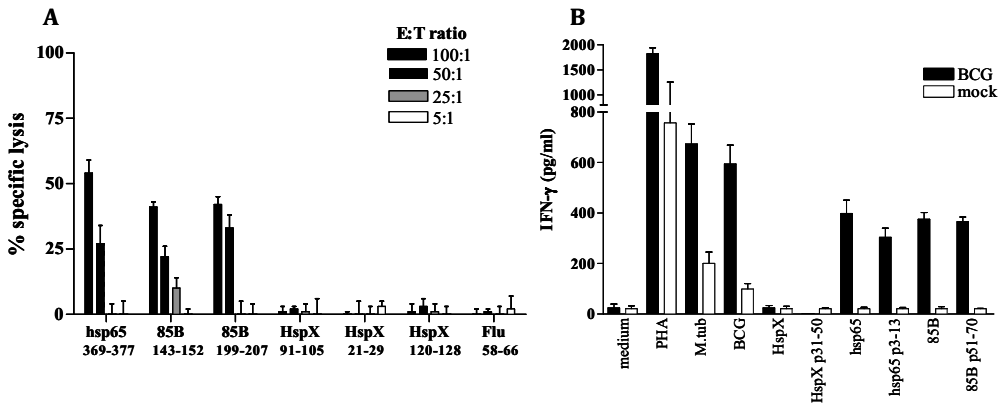 A
% specific lysis
100
75
50
25
0
E:T ratio
100:1
50:1
25:1
5:1
hsp65 85B 85B HspX HspX HspX Flu
369-377 143-152 199-207 91-105 21-29 120-128 58-66
B
IFN-γ (pg/ml)
2000
1500
1000
800
600
400
200
0
BCG
mock
medium
PHA
M.tub
BCG
HspX
HspX p31-50
hsp65
hsp65 p3-13
85B
85B p51-70